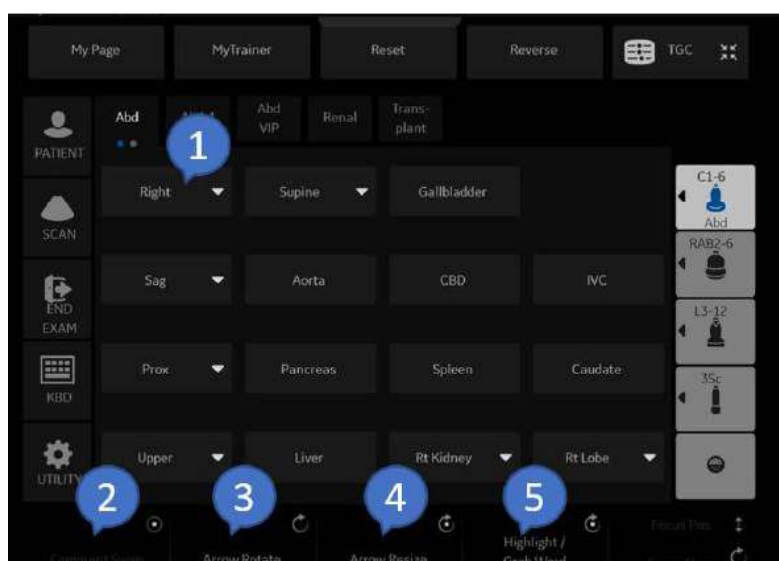 My Page
MyTrainer
Reset
Reverse
TGC
Abd
Abd
VIP
Renal
Trans-
plant
1
PATIENT
Right
Supine
Gallbladder
C1-6
Abd
SCAN
RAB2-6
Sag
Aorta
CBD
IVC
END
EXAM
L3-12
Prox
Pancreas
Spleen
Caudate
KBD
3Sc
Upper
Liver
Rt Kidney
Rt Lobe
UTILITY
2
3
4
5
Focus Pos
Arrow Rotate
Arrow Resize
Highlight /